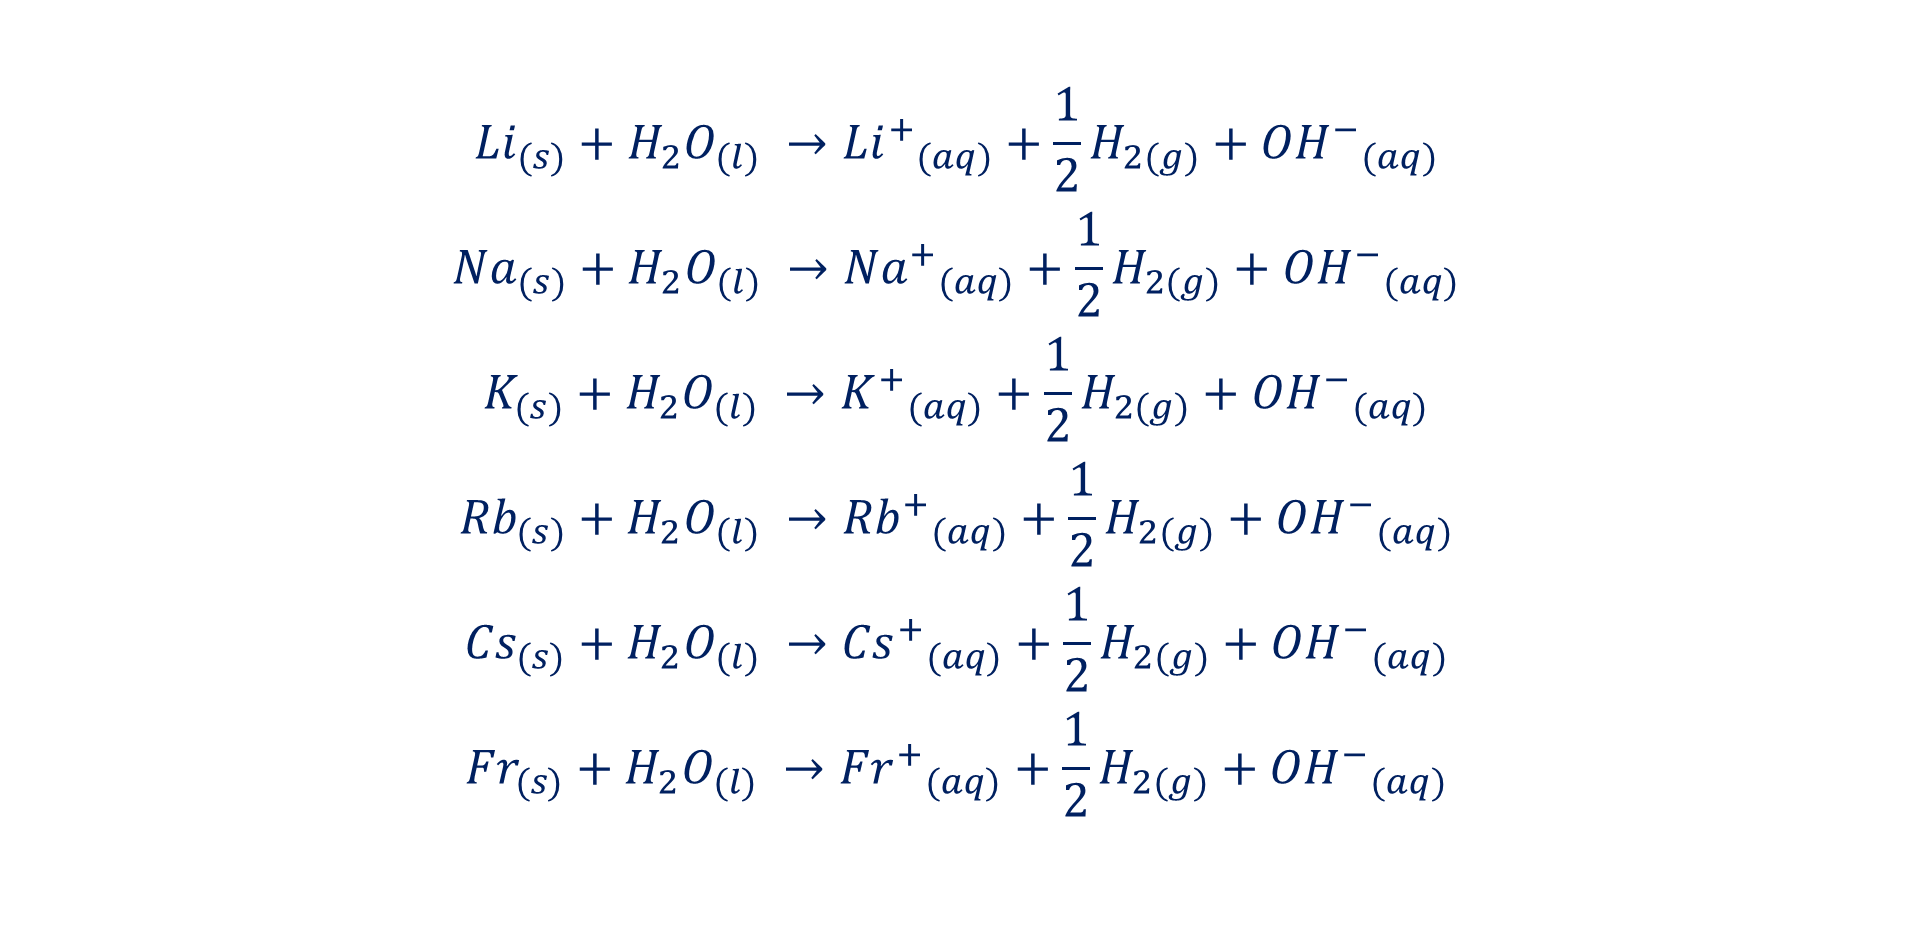 Li₍s₎ + H₂O₍l₎ → Li⁺₍aq₎ + 1/2 H₂₍g₎ + OH⁻₍aq₎
Na₍s₎ + H₂O₍l₎ → Na⁺₍aq₎ + 1/2 H₂₍g₎ + OH⁻₍aq₎
K₍s₎ + H₂O₍l₎ → K⁺₍aq₎ + 1/2 H₂₍g₎ + OH⁻₍aq₎
Rb₍s₎ + H₂O₍l₎ → Rb⁺₍aq₎ + 1/2 H₂₍g₎ + OH⁻₍aq₎
Cs₍s₎ + H₂O₍l₎ → Cs⁺₍aq₎ + 1/2 H₂₍g₎ + OH⁻₍aq₎
Fr₍s₎ + H₂O₍l₎ → Fr⁺₍aq₎ + 1/2 H₂₍g₎ + OH⁻₍aq₎